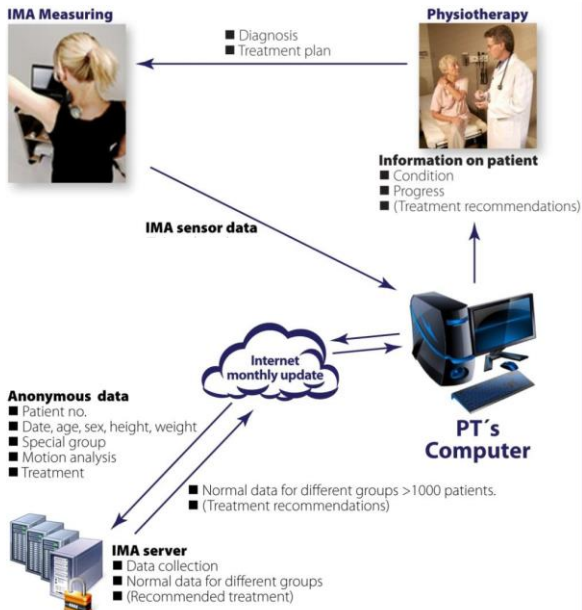 IMA Measuring
Physiotherapy
■ Diagnosis
■ Treatment plan
Information on patient
■ Condition
■ Progress
■ (Treatment recommendations)
IMA sensor data
Internet
monthly update
PT´s
Computer
Anonymous data
■ Patient no.
■ Date, age, sex, height, weight
■ Special group
■ Motion analysis
■ Treatment
■ Normal data for different groups >1000 patients.
■ (Treatment recommendations)
IMA server
■ Data collection
■ Normal data for different groups
■ (Recommended treatment)